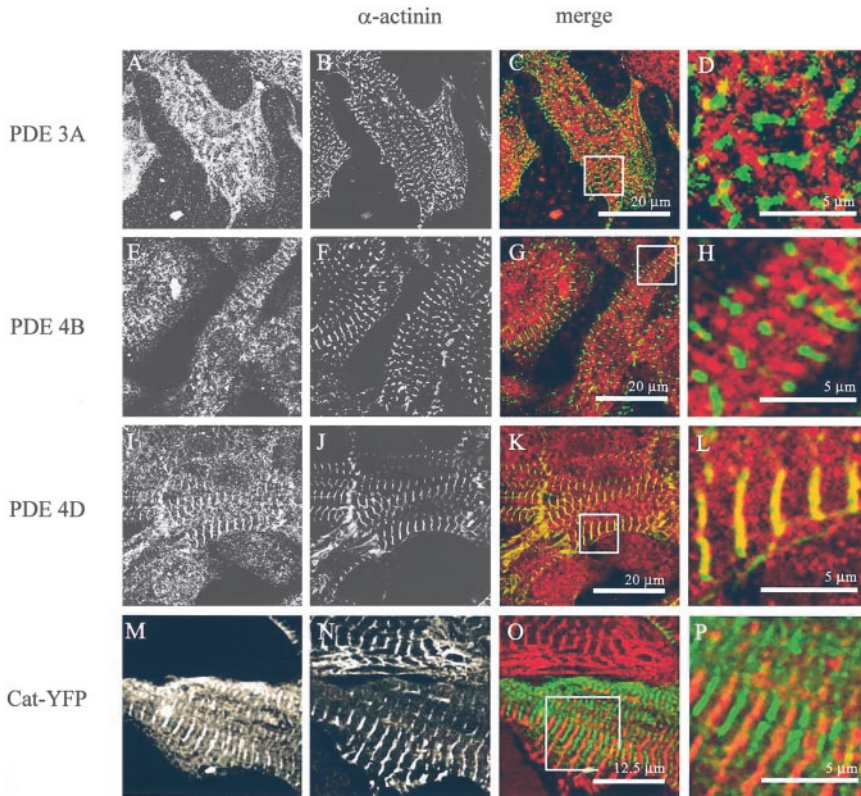 α-actinin merge
A B C D
PDE 3A
20 µm 5 µm
E F G H
PDE 4B
20 µm 5 µm
I J K L
PDE 4D
20 µm 5 µm
M N O P
Cat-YFP
12.5 µm 5 µm